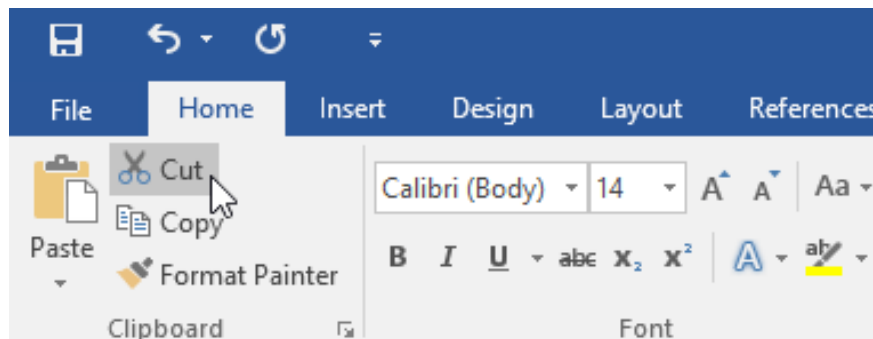 File Home Insert Design Layout References
Cut
Calibri (Body) 14 A A Aa
Copy
Paste
B I U abc X₂ X² A ab
Format Painter
Clipboard Font